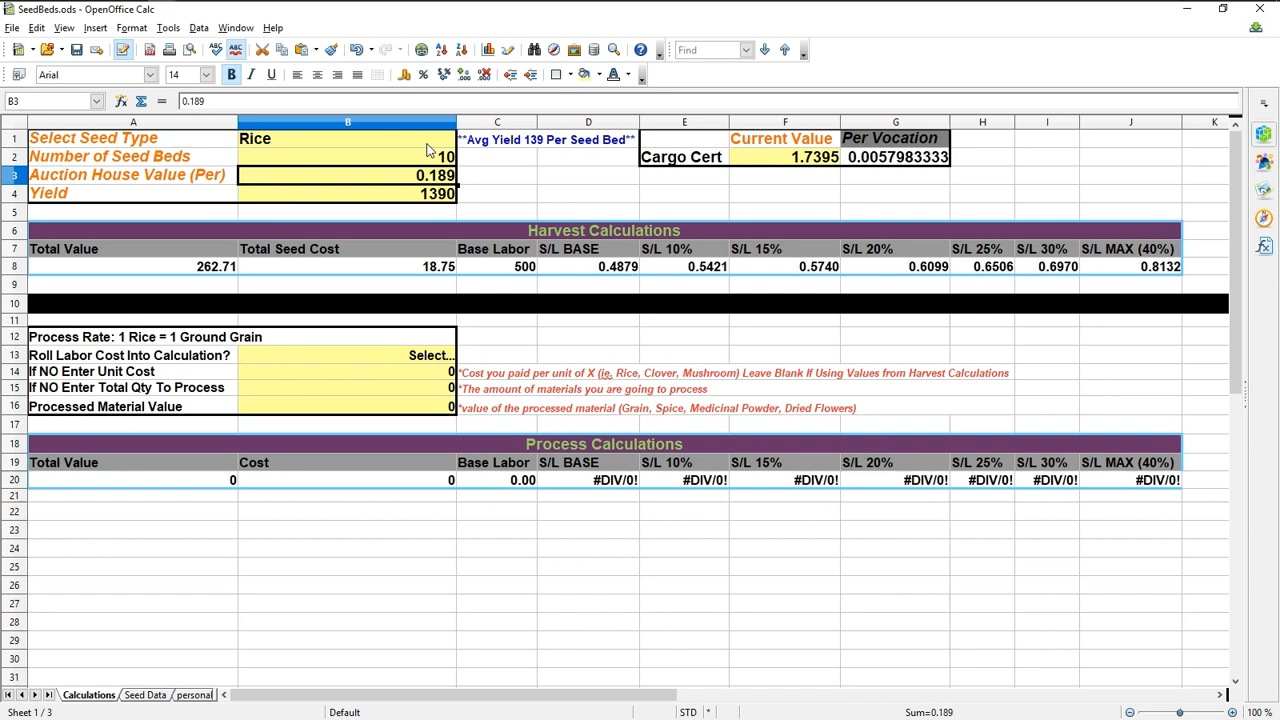 SeedBeds.ods - OpenOffice Calc
File Edit View Insert Format Tools Data Window Help
Find
Arial 14
B3 0.189
A B C D E F G H I J K
1 Select Seed Type Rice **Avg Yield 139 Per Seed Bed** Current Value Per Vocation
2 Number of Seed Beds 10 Cargo Cert 1.7395 0.0057983333
3 Auction House Value (Per) 0.189
4 Yield 1390
5
6 Harvest Calculations
7 Total Value Total Seed Cost Base Labor S/L BASE S/L 10% S/L 15% S/L 20% S/L 25% S/L 30% S/L MAX (40%)
8 262.71 18.75 500 0.4879 0.5421 0.5740 0.6099 0.6506 0.6970 0.8132
9
10
11
12 Process Rate: 1 Rice = 1 Ground Grain
13 Roll Labor Cost Into Calculation? Select...
14 If NO Enter Unit Cost 0 *Cost you paid per unit of X (ie. Rice, Clover, Mushroom) Leave Blank If Using Values from Harvest Calculations
15 If NO Enter Total Qty To Process 0 *The amount of materials you are going to process
16 Processed Material Value 0 *value of the processed material (Grain, Spice, Medicinal Powder, Dried Flowers)
17
18 Process Calculations
19 Total Value Cost Base Labor S/L BASE S/L 10% S/L 15% S/L 20% S/L 25% S/L 30% S/L MAX (40%)
20 0 0 0.00 #DIV/0! #DIV/0! #DIV/0! #DIV/0! #DIV/0! #DIV/0! #DIV/0!
21
22
23
24
25
26
27
28
29
30
31
Calculations Seed Data personal
Sheet 1 / 3 Default STD * Sum=0.189 100 %